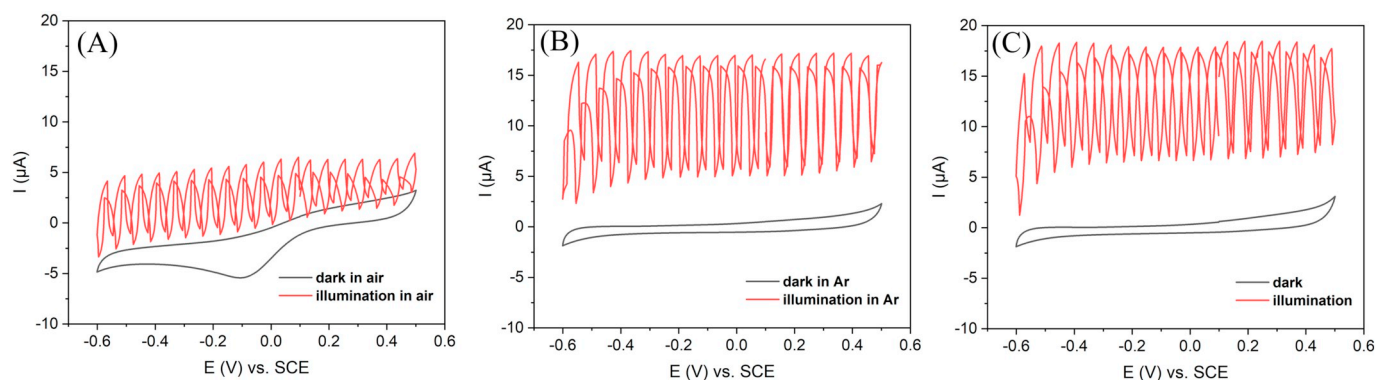 (A)
20
15
10
5
0
-5
-10
I (µA)
-0.6 -0.4 -0.2 0.0 0.2 0.4 0.6
E (V) vs. SCE
dark in air
illumination in air
(B)
20
15
10
5
0
-5
-10
I (µA)
-0.6 -0.4 -0.2 0.0 0.2 0.4 0.6
E (V) vs. SCE
dark in Ar
illumination in Ar
(C)
20
15
10
5
0
-5
-10
I (µA)
-0.6 -0.4 -0.2 0.0 0.2 0.4 0.6
E (V) vs. SCE
dark
illumination